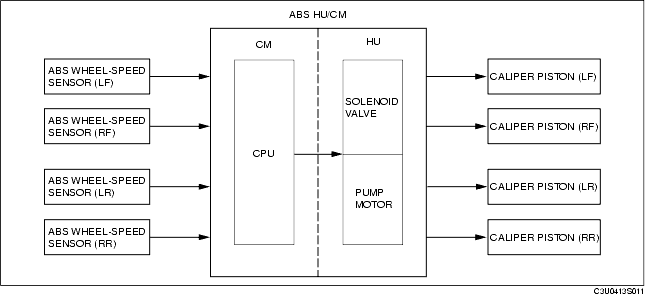 ABS HU/CM
CM
HU
ABS WHEEL-SPEED
SENSOR (LF)
ABS WHEEL-SPEED
SENSOR (RF)
ABS WHEEL-SPEED
SENSOR (LR)
ABS WHEEL-SPEED
SENSOR (RR)
CPU
SOLENOID
VALVE
PUMP
MOTOR
CALIPER PISTON (LF)
CALIPER PISTON (RF)
CALIPER PISTON (LR)
CALIPER PISTON (RR)
C3U0413S011